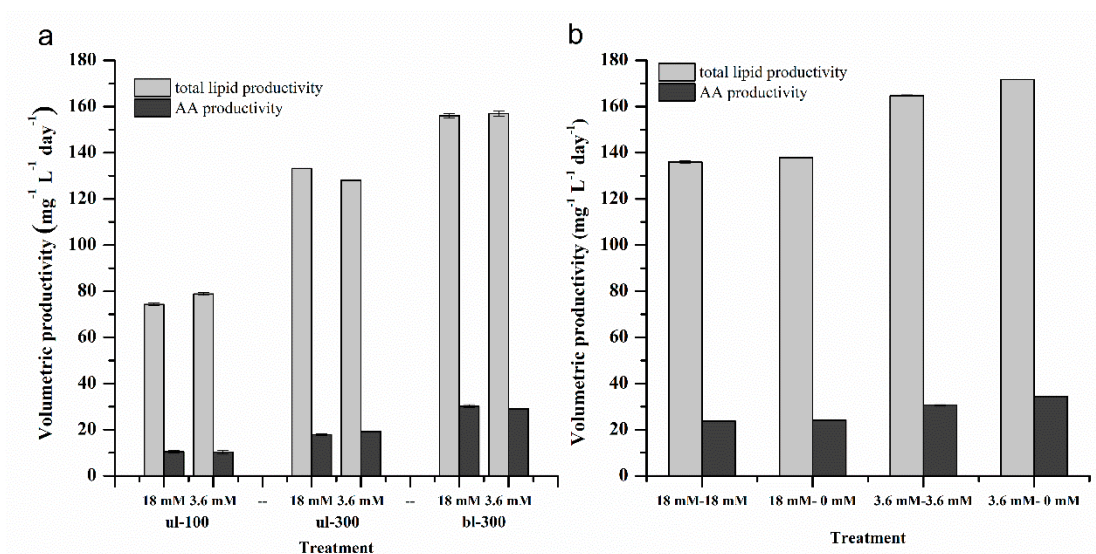 a
180
160
140
120
100
80
60
40
20
0
Volumetric productivity (mg⁻¹ L⁻¹ day⁻¹)
total lipid productivity
AA productivity
18 mM 3.6 mM -- 18 mM 3.6 mM -- 18 mM 3.6 mM
ul-100 ul-300 bl-300
Treatment
b
180
160
140
120
100
80
60
40
20
0
Volumetric productivity (mg⁻¹ L⁻¹ day⁻¹)
total lipid productivity
AA productivity
18 mM-18 mM 18 mM- 0 mM 3.6 mM-3.6 mM 3.6 mM- 0 mM
Treatment